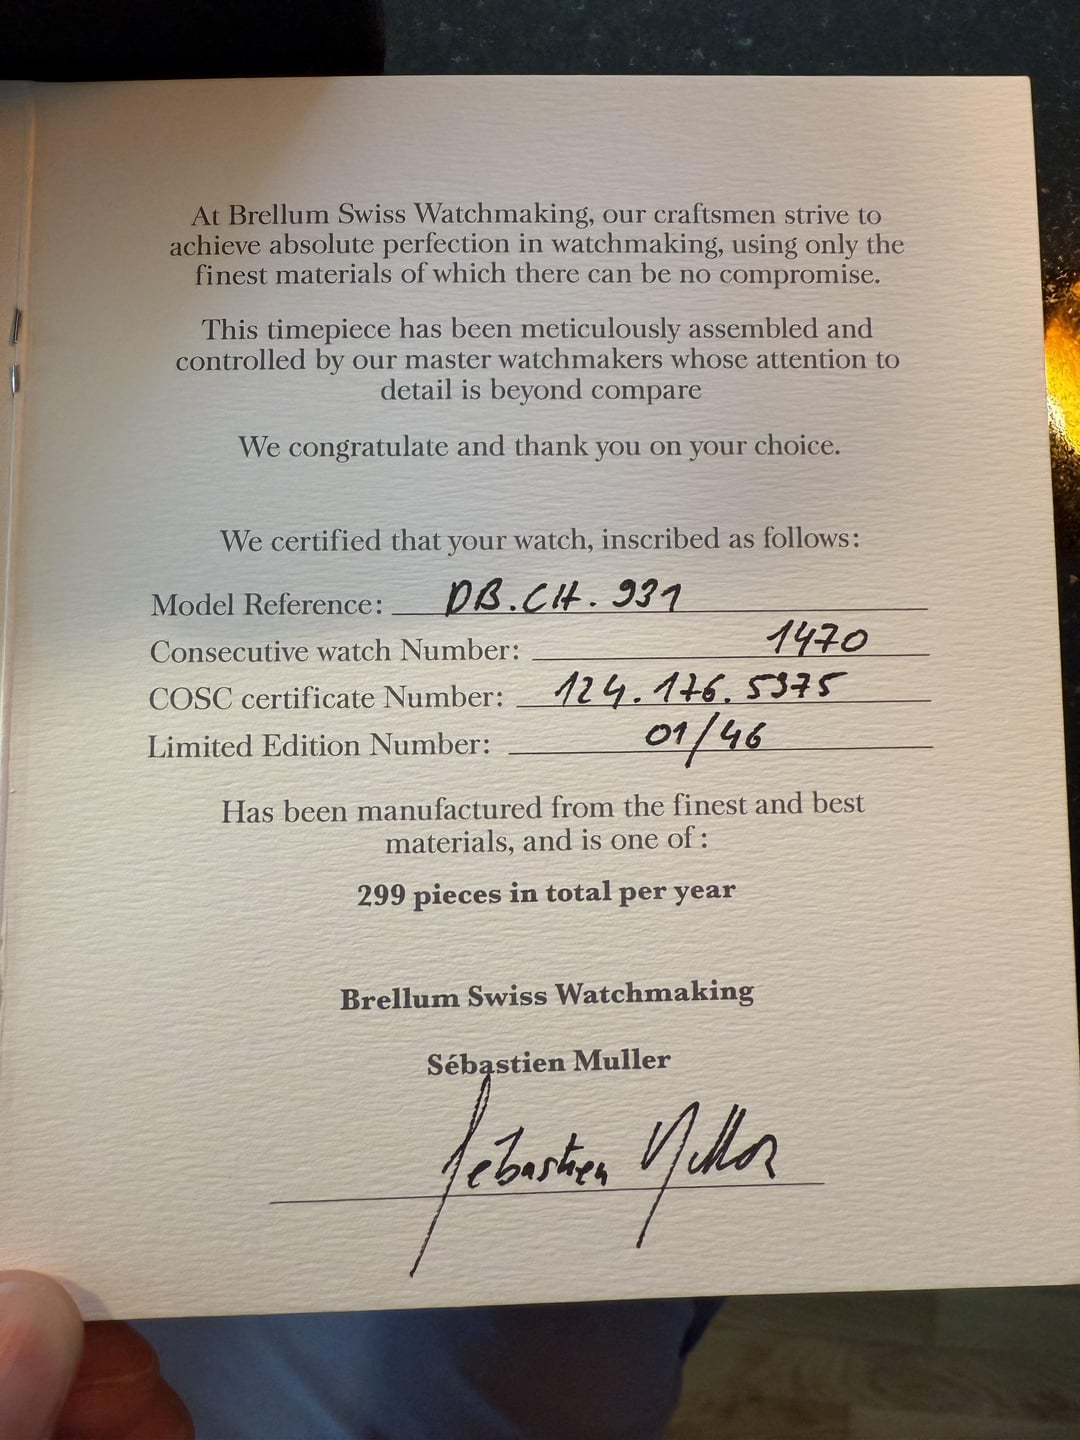 At Brellum Swiss Watchmaking, our craftsmen strive to
achieve absolute perfection in watchmaking, using only the
finest materials of which there can be no compromise.
This timepiece has been meticulously assembled and
controlled by our master watchmakers whose attention to
detail is beyond compare
We congratulate and thank you on your choice.
We certified that your watch, inscribed as follows:
Model Reference: DB.CH.931
Consecutive watch Number: 1470
COSC certificate Number: 124.176.5975
Limited Edition Number: 01/46
Has been manufactured from the finest and best
materials, and is one of :
299 pieces in total per year
Brellum Swiss Watchmaking
Sébastien Muller
Sebastien Muller